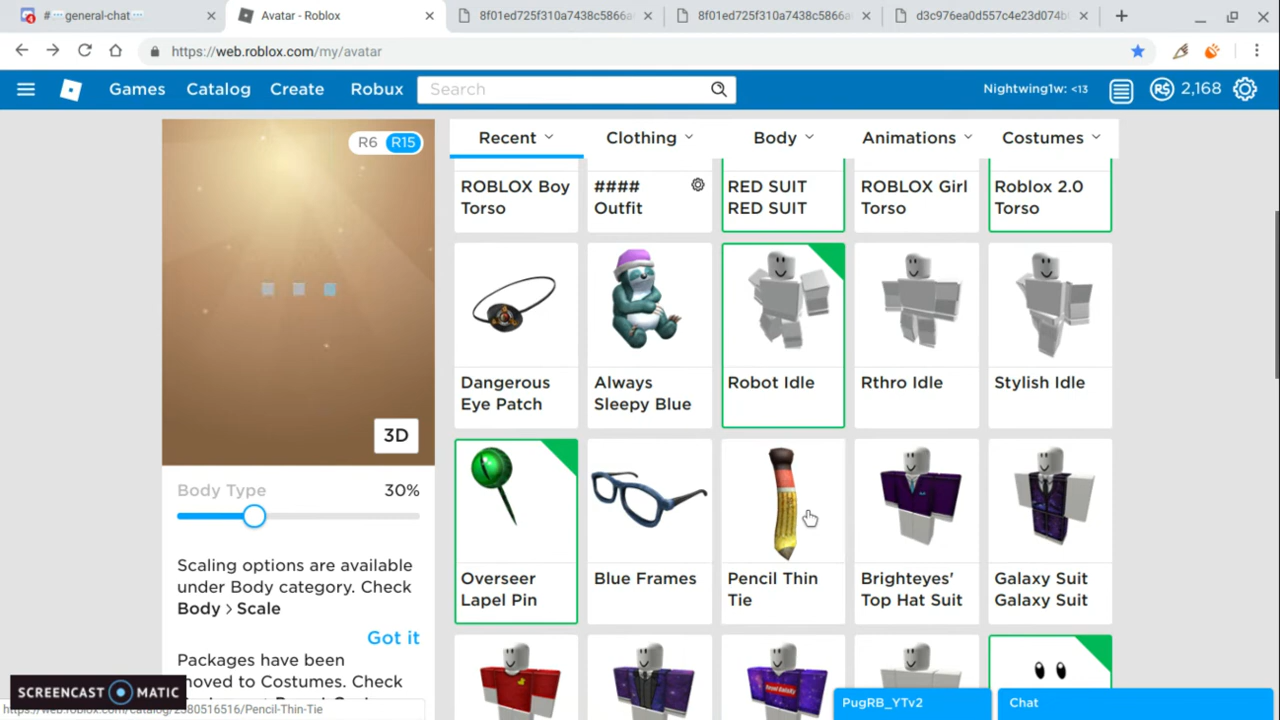 #···general-chat···
Avatar - Roblox
8f01ed725f310a7438c5866a
8f01ed725f310a7438c5866a
d3c976ea0d557c4e23d074b
https://web.roblox.com/my/avatar
Games
Catalog
Create
Robux
Search
Nightwing1w: <13
R$ 2,168
R6 R15
3D
Body Type 30%
Scaling options are available
under Body category. Check
Body > Scale
Got it
Packages have been
moved to Costumes. Check
Recent
Clothing
Body
Animations
Costumes
ROBLOX Boy
Torso
####
Outfit
RED SUIT
RED SUIT
ROBLOX Girl
Torso
Roblox 2.0
Torso
Dangerous
Eye Patch
Always
Sleepy Blue
Robot Idle
Rthro Idle
Stylish Idle
Overseer
Lapel Pin
Blue Frames
Pencil Thin
Tie
Brighteyes'
Top Hat Suit
Galaxy Suit
Galaxy Suit
SCREENCAST MATIC
https://web.roblox.com/catalog/2380516516/Pencil-Thin-Tie
PugRB_YTv2
Chat